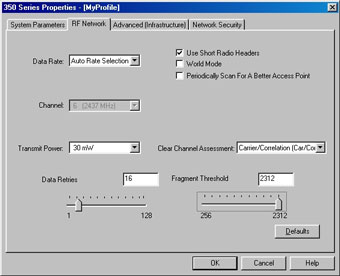 350 Series Properties - [MyProfile]
System Parameters
RF Network
Advanced (Infrastructure)
Network Security
Data Rate:
Auto Rate Selection
Use Short Radio Headers
World Mode
Periodically Scan For A Better Access Point
Channel:
6 (2437 MHz)
Transmit Power:
30 mW
Clear Channel Assessment:
Carrier/Correlation (Car/Cor
Data Retries
16
Fragment Threshold
2312
1
128
256
2312
Defaults
OK
Cancel
Help